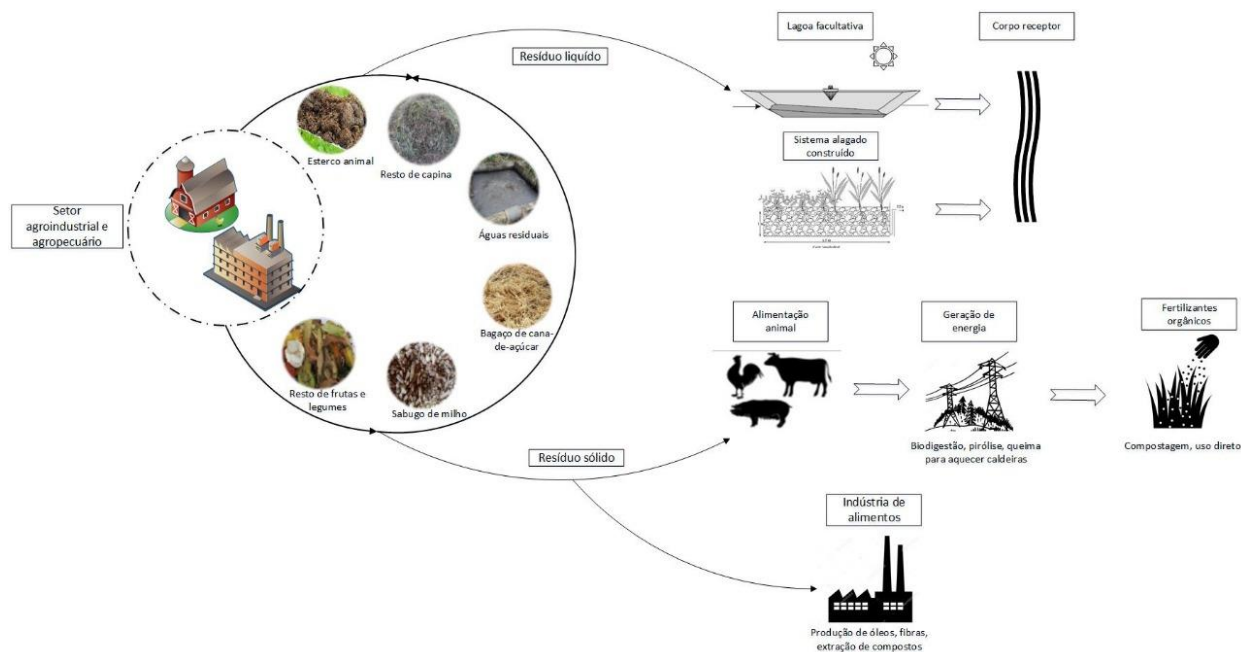 Lagoa facultativa
Corpo receptor
Resíduo liquído
Esterco animal
Resto de capina
Águas residuais
Sistema alagado
construído
Setor
agroindustrial e
agropecuário
Bagaço de cana-
de-açúcar
Resto de frutas e
legumes
Sabugo de milho
Resíduo sólido
Alimentação
animal
Geração de
energia
Fertilizantes
orgânicos
Biodigestão, pirólise, queima
para aquecer caldeiras
Compostagem, uso direto
Indústria de
alimentos
Produção de óleos, fibras,
extração de compostos